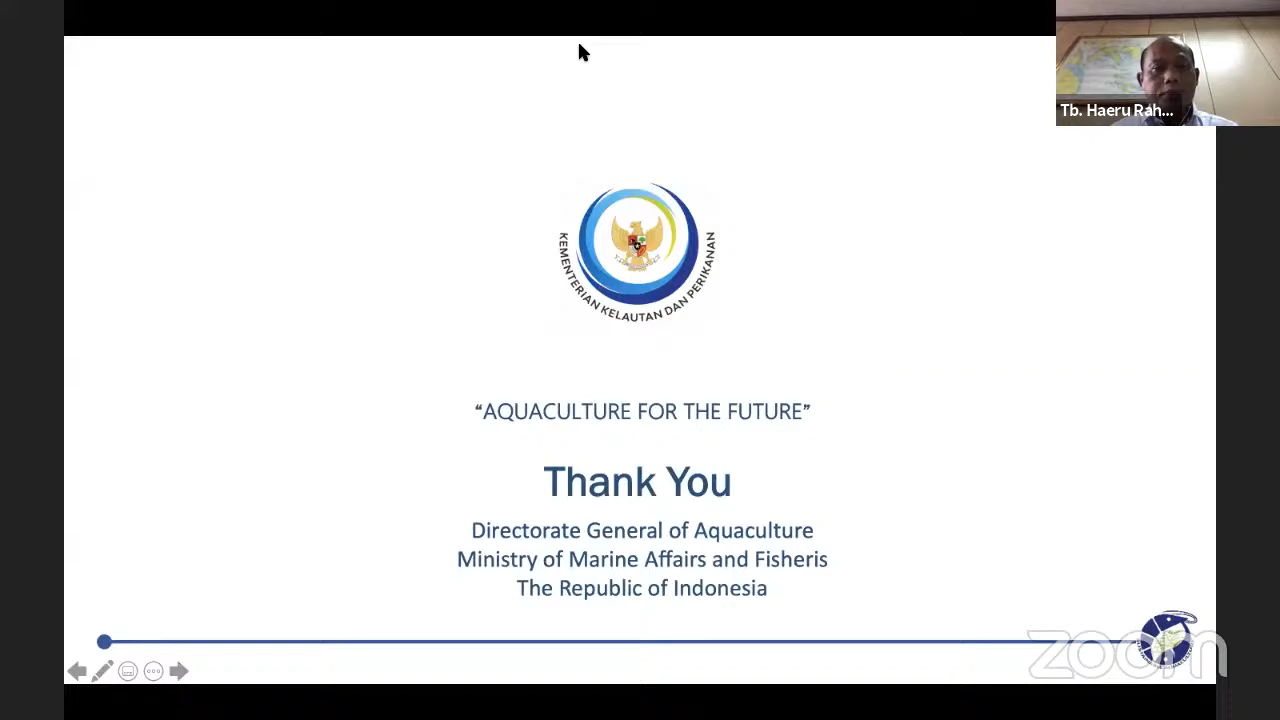 Tb. Haeru Rah...
KEMENTERIAN KELAUTAN DAN PERIKANAN
“AQUACULTURE FOR THE FUTURE”
Thank You
Directorate General of Aquaculture
Ministry of Marine Affairs and Fisheris
The Republic of Indonesia
zoom